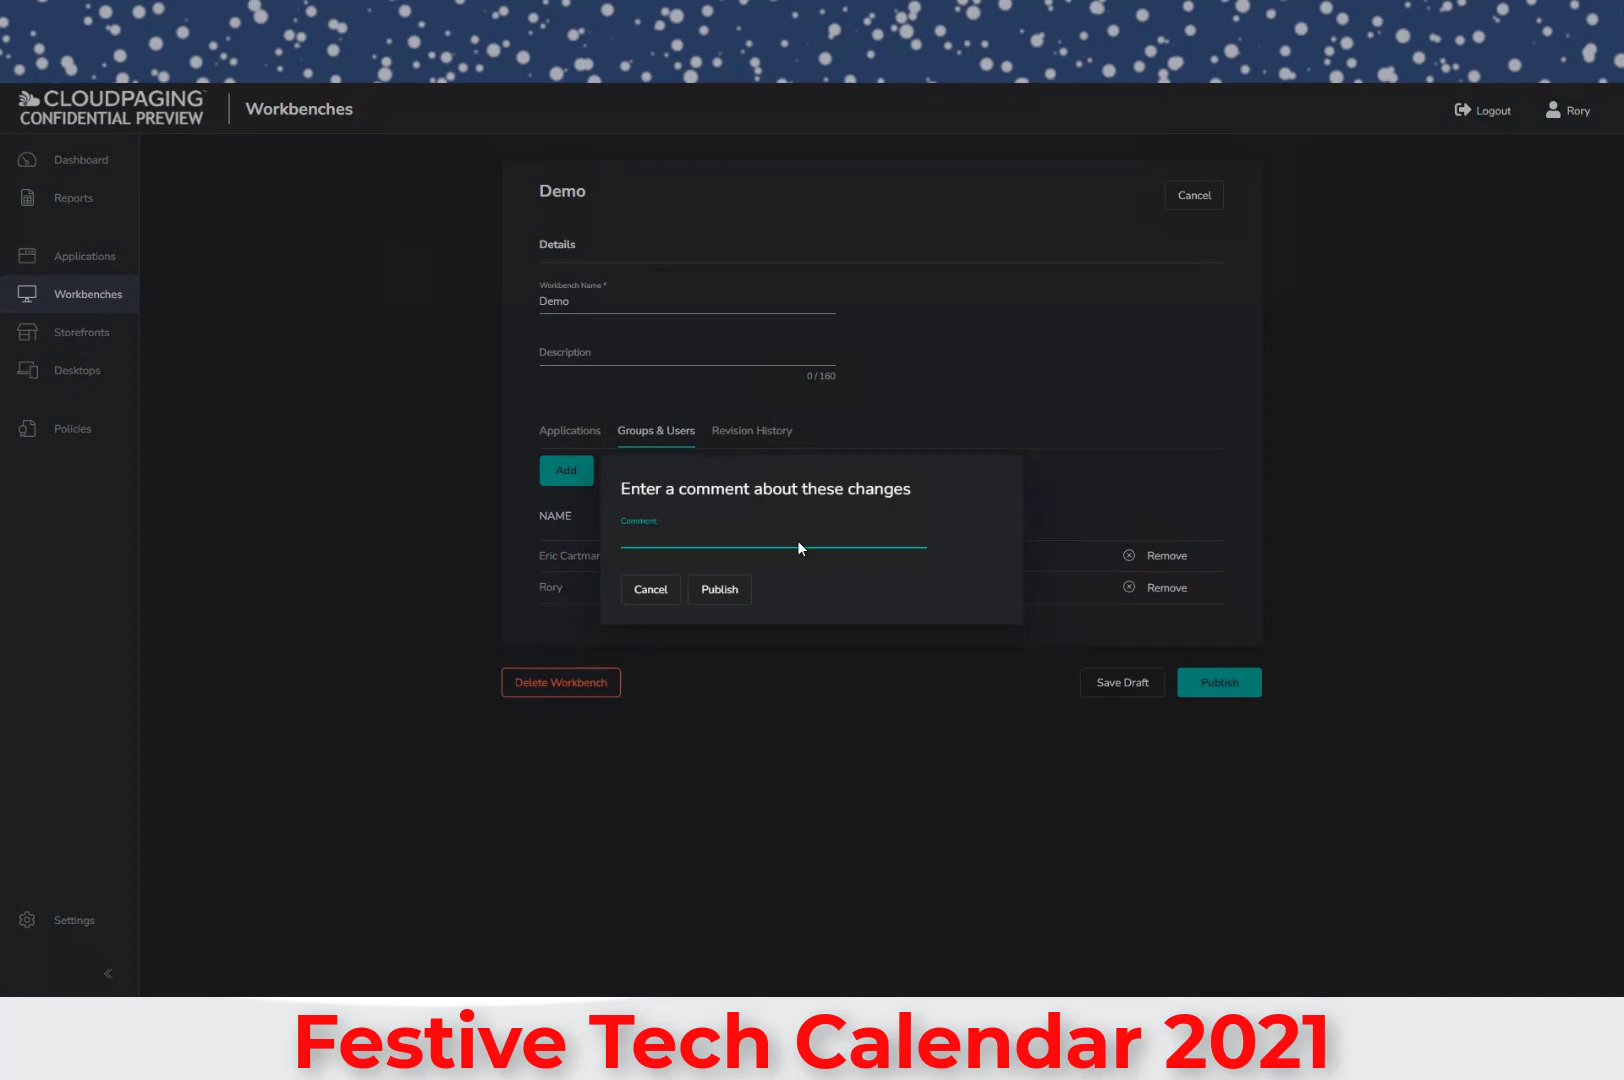 CLOUDPAGING™
CONFIDENTIAL PREVIEW
Workbenches
Logout
Rory
Dashboard
Reports
Applications
Workbenches
Storefronts
Desktops
Policies
Settings
Demo
Cancel
Details
Workbench Name *
Demo
Description
0 / 160
Applications
Groups & Users
Revision History
Add
NAME
Eric Cartman
Remove
Rory
Remove
Enter a comment about these changes
Comment
Cancel
Publish
Delete Workbench
Save Draft
Publish
Festive Tech Calendar 2021